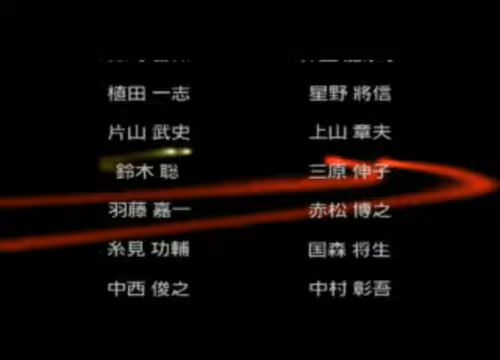 植田 一志 星野 將信
片山 武史 上山 章夫
鈴木 聡 三原 伸子
羽藤 嘉一 赤松 博之
糸見 功輔 国森 将生
中西 俊之 中村 彰吾